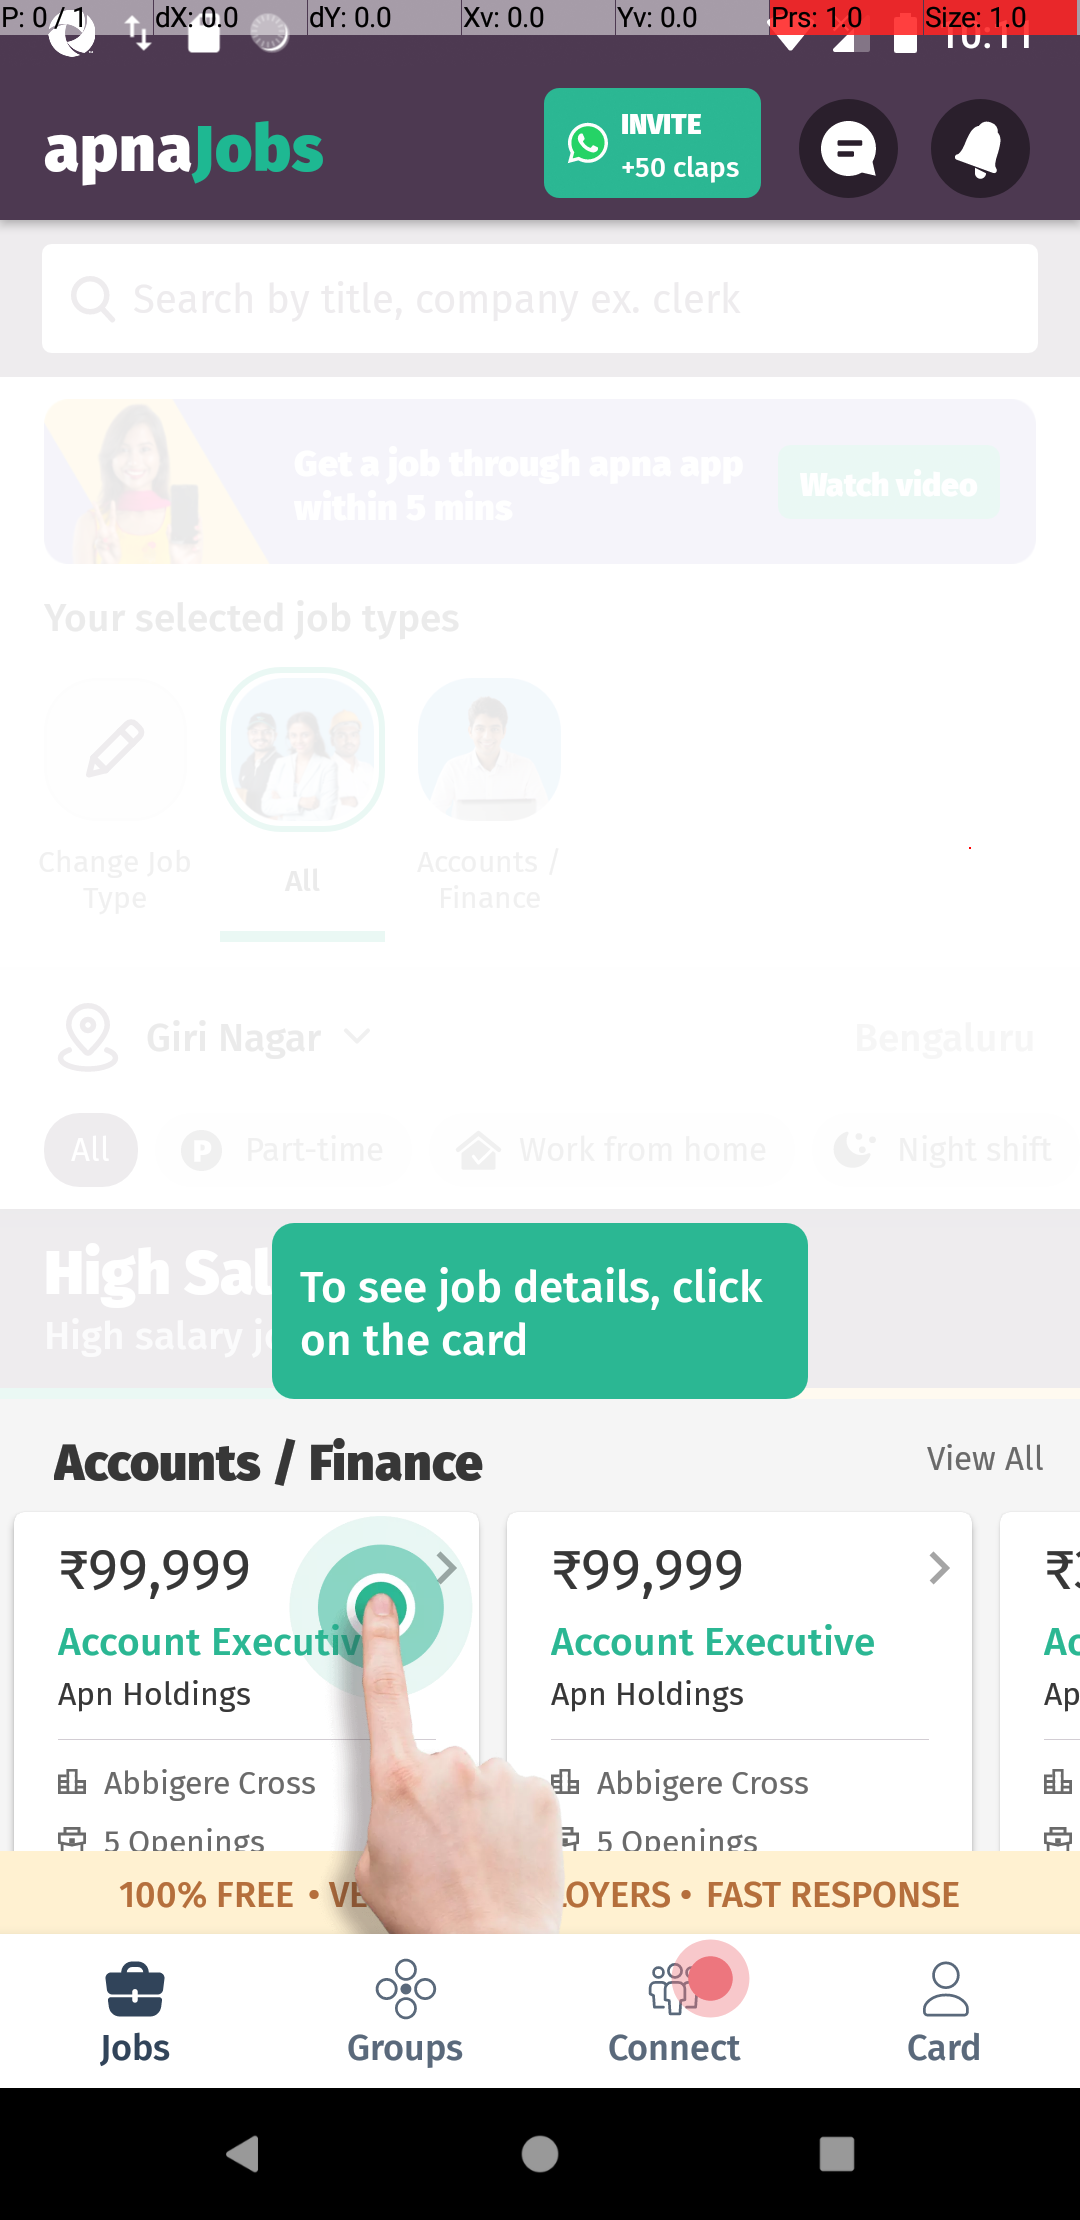 P: 0 / 1 dX: 0.0 dY: 0.0 Xv: 0.0 Yv: 0.0 Prs: 1.0 Size: 1.0
10:11
apnaJobs
INVITE
+50 claps
Search by title, company ex. clerk
Get a job through apna app
within 5 mins
Watch video
Your selected job types
Change Job
Type
All
Accounts /
Finance
Giri Nagar
Bengaluru
All
P
Part-time
Work from home
Night shift
High Sal
High salary
To see job details, click
on the card
Accounts / Finance
View All
₹99,999
Account Executiv
Apn Holdings
Abbigere Cross
5 Openings
₹99,999
Account Executive
Apn Holdings
Abbigere Cross
5 Openings
100% FREE • VE LOYERS • FAST RESPONSE
Jobs
Groups
Connect
Card